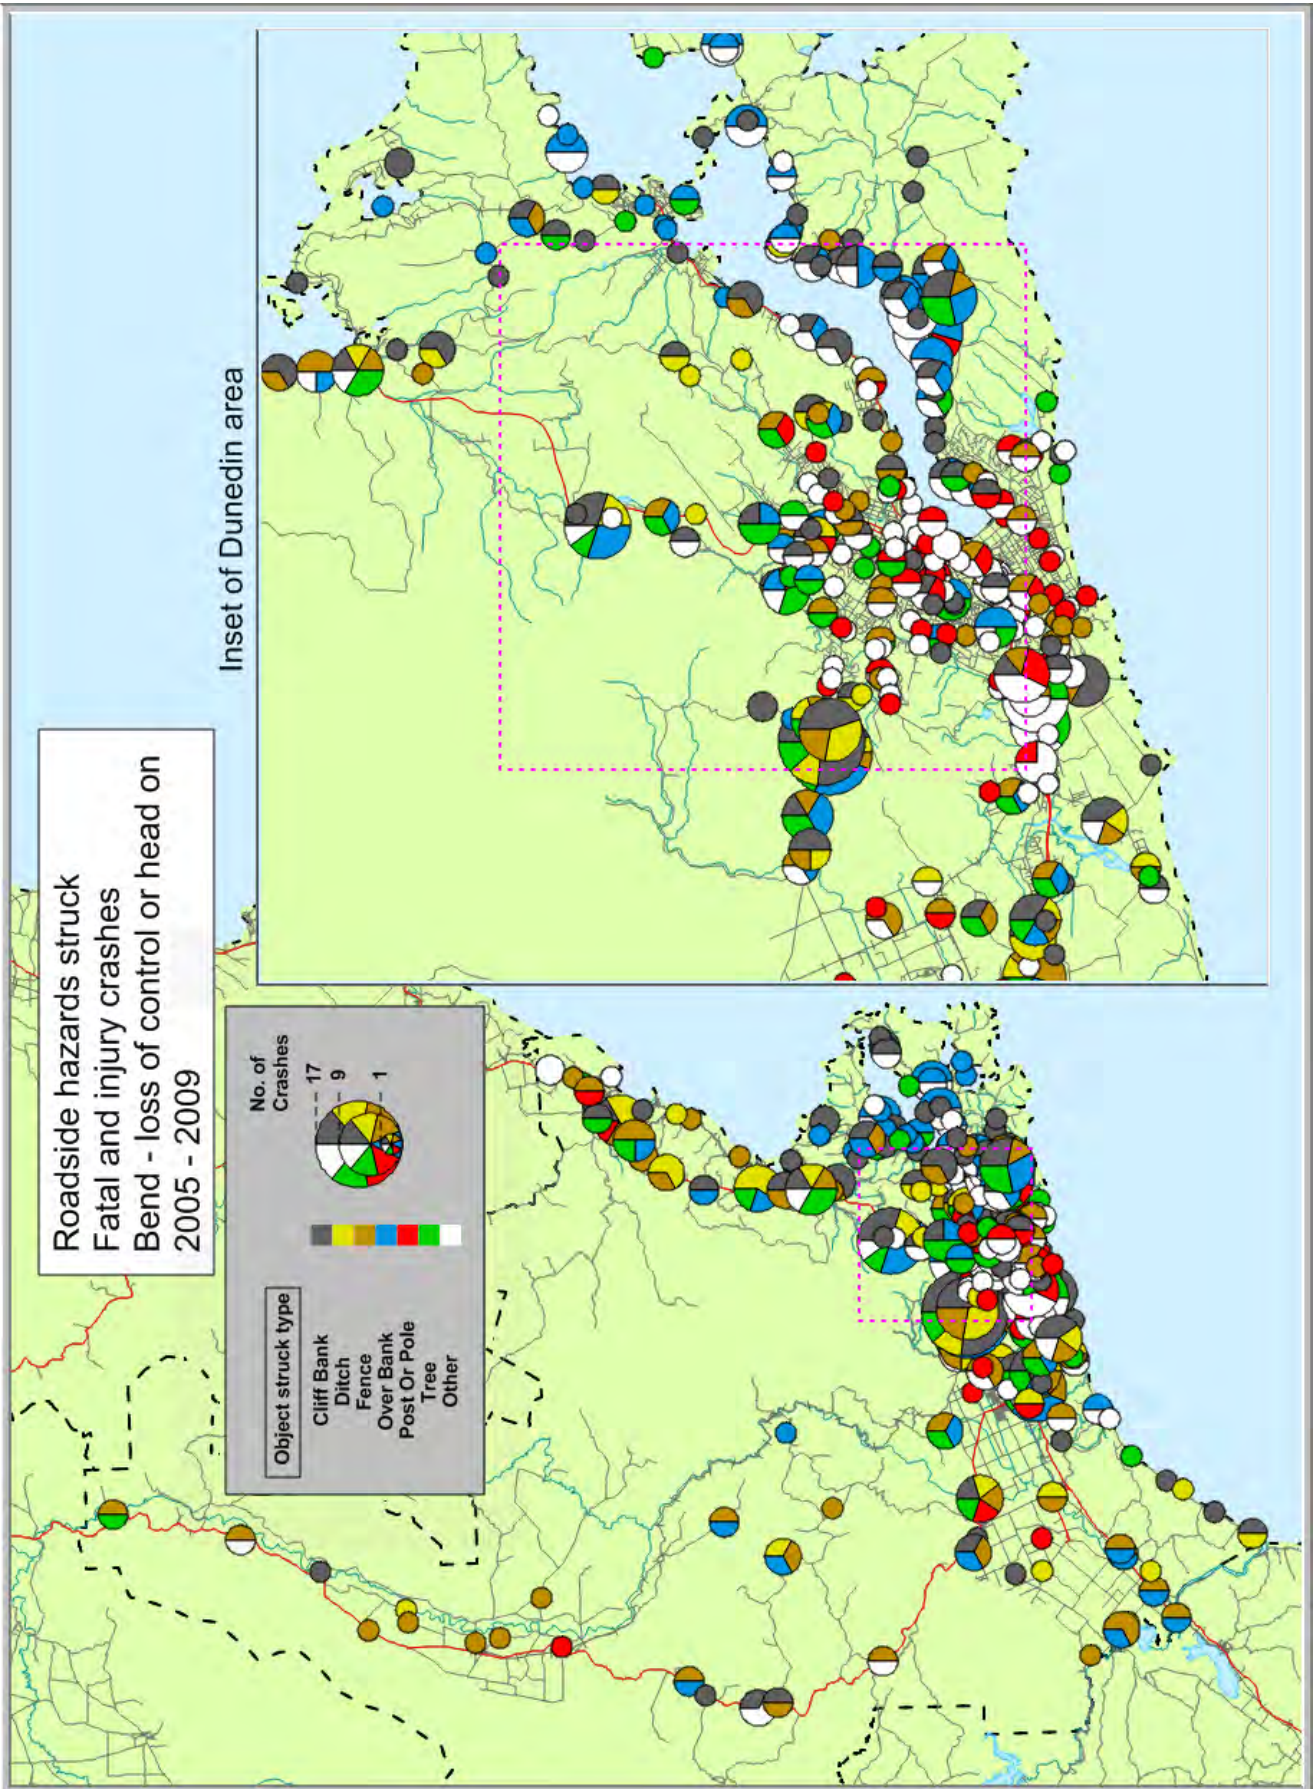 Roadside hazards struck
Fatal and injury crashes
Bend - loss of control or head on
2005 - 2009
Inset of Dunedin area
Object struck type
Cliff Bank
Ditch
Fence
Over Bank
Post Or Pole
Tree
Other
No. of
Crashes
17
9
1